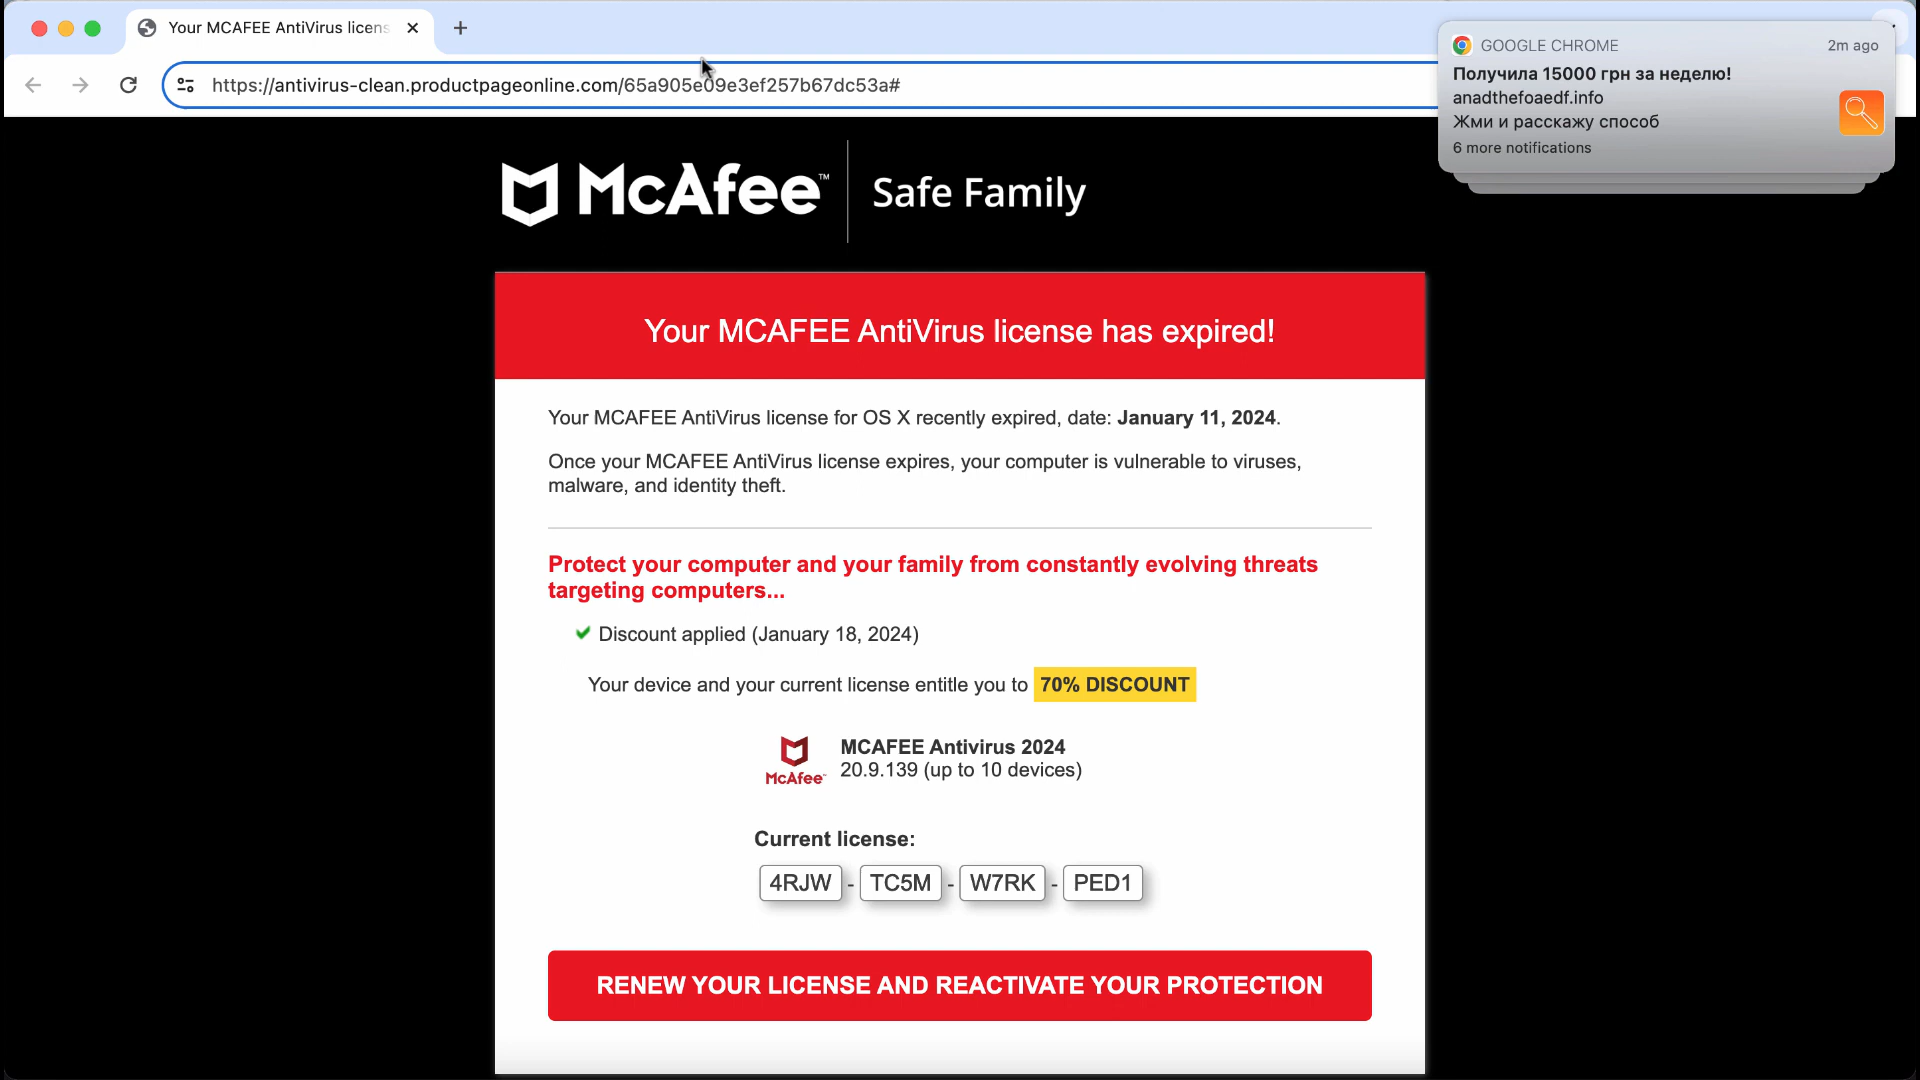 Your MCAFEE AntiVirus licens
https://antivirus-clean.productpageonline.com/65a905e09e3ef257b67dc53a#
GOOGLE CHROME
2m ago
Получила 15000 грн за неделю!
anadthefoaedf.info
Жми и расскажу способ
6 more notifications
McAfee™ Safe Family
Your MCAFEE AntiVirus license has expired!
Your MCAFEE AntiVirus license for OS X recently expired, date: January 11, 2024.
Once your MCAFEE AntiVirus license expires, your computer is vulnerable to viruses,
malware, and identity theft.
Protect your computer and your family from constantly evolving threats
targeting computers...
Discount applied (January 18, 2024)
Your device and your current license entitle you to 70% DISCOUNT
McAfee
MCAFEE Antivirus 2024
20.9.139 (up to 10 devices)
Current license:
4RJW - TC5M - W7RK - PED1
RENEW YOUR LICENSE AND REACTIVATE YOUR PROTECTION